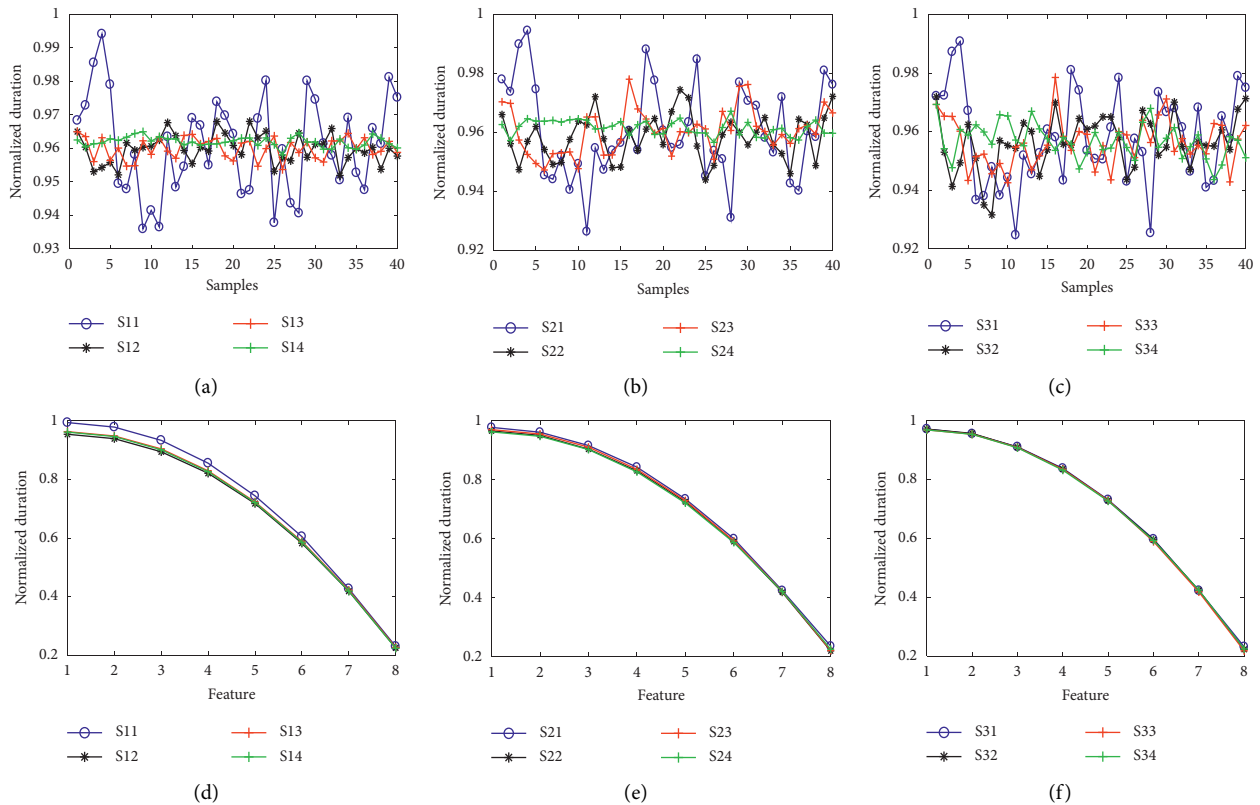 Normalized duration
1
0.99
0.98
0.97
0.96
0.95
0.94
0.93
0 5 10 15 20 25 30 35 40
Samples
S11 S13
S12 S14
(a)
Normalized duration
1
0.98
0.96
0.94
0.92
0 5 10 15 20 25 30 35 40
Samples
S21 S23
S22 S24
(b)
Normalized duration
1
0.98
0.96
0.94
0.92
0 5 10 15 20 25 30 35 40
Samples
S31 S33
S32 S34
(c)
Normalized duration
1
0.8
0.6
0.4
0.2
1 2 3 4 5 6 7 8
Feature
S11 S13
S12 S14
(d)
Normalized duration
1
0.8
0.6
0.4
0.2
1 2 3 4 5 6 7 8
Feature
S21 S23
S22 S24
(e)
Normalized duration
1
0.8
0.6
0.4
0.2
1 2 3 4 5 6 7 8
Feature
S31 S33
S32 S34
(f)